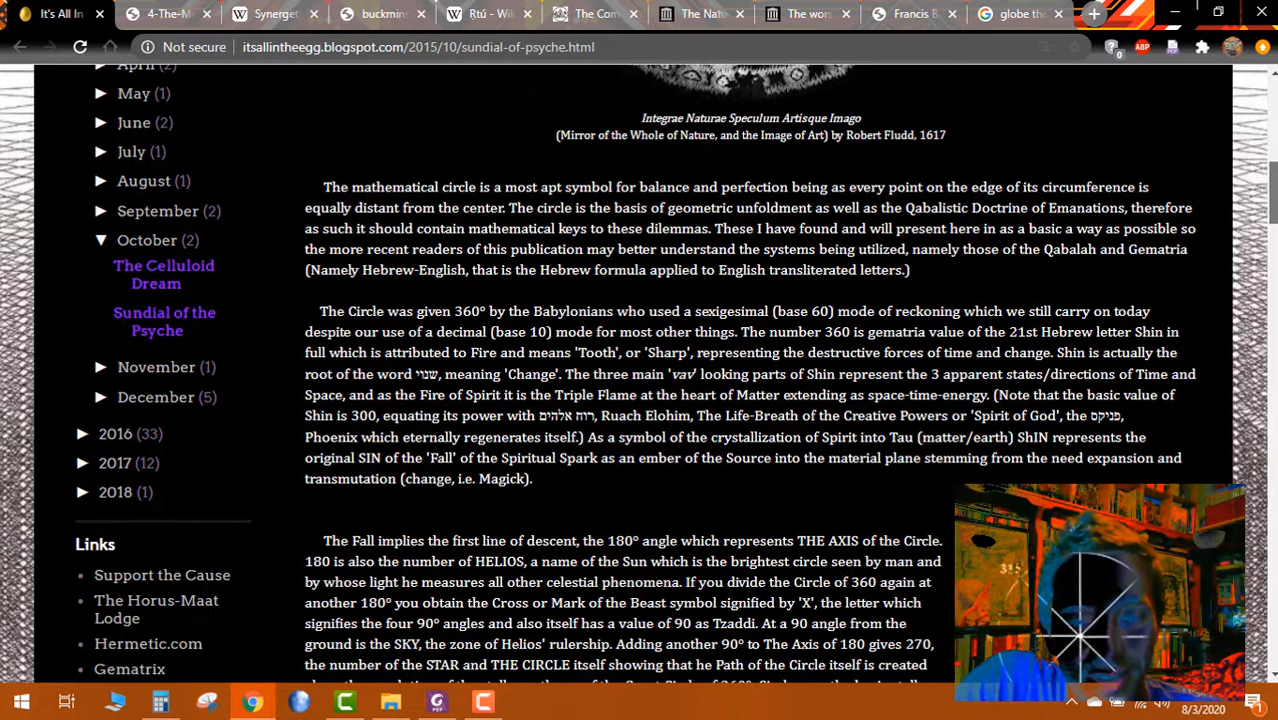 It's All In
4-The-M
Synerget
buckmins
Ṛtú - Wil
The Com
The Nate
The wors
Francis B
globe the
Not secure
itsallintheegg.blogspot.com/2015/10/sundial-of-psyche.html
ABP
0
April (2)
May (1)
June (2)
July (1)
August (1)
September (2)
October (2)
The Celluloid
Dream
Sundial of the
Psyche
November (1)
December (5)
2016 (33)
2017 (12)
2018 (1)
Links
Support the Cause
The Horus-Maat
Lodge
Hermetic.com
Gematrix
Integrae Naturae Speculum Artisque Imago
(Mirror of the Whole of Nature, and the Image of Art) by Robert Fludd, 1617
The mathematical circle is a most apt symbol for balance and perfection being as every point on the edge of its circumference is
equally distant from the center. The circle is the basis of geometric unfoldment as well as the Qabalistic Doctrine of Emanations, therefore
as such it should contain mathematical keys to these dilemmas. These I have found and will present here in as a basic a way as possible so
the more recent readers of this publication may better understand the systems being utilized, namely those of the Qabalah and Gematria
(Namely Hebrew-English, that is the Hebrew formula applied to English transliterated letters.)
The Circle was given 360° by the Babylonians who used a sexigesimal (base 60) mode of reckoning which we still carry on today
despite our use of a decimal (base 10) mode for most other things. The number 360 is gematria value of the 21st Hebrew letter Shin in
full which is attributed to Fire and means 'Tooth', or 'Sharp', representing the destructive forces of time and change. Shin is actually the
root of the word שנוי, meaning 'Change'. The three main 'vav' looking parts of Shin represent the 3 apparent states/directions of Time and
Space, and as the Fire of Spirit it is the Triple Flame at the heart of Matter extending as space-time-energy. (Note that the basic value of
Shin is 300, equating its power with רוח אלהים, Ruach Elohim, The Life-Breath of the Creative Powers or 'Spirit of God', the פניקס,
Phoenix which eternally regenerates itself.) As a symbol of the crystallization of Spirit into Tau (matter/earth) ShIN represents the
original SIN of the 'Fall' of the Spiritual Spark as an ember of the Source into the material plane stemming from the need expansion and
transmutation (change, i.e. Magick).
The Fall implies the first line of descent, the 180° angle which represents THE AXIS of the Circle.
180 is also the number of HELIOS, a name of the Sun which is the brightest circle seen by man and
by whose light he measures all other celestial phenomena. If you divide the Circle of 360 again at
another 180° you obtain the Cross or Mark of the Beast symbol signified by 'X', the letter which
signifies the four 90° angles and also itself has a value of 90 as Tzaddi. At a 90 angle from the
ground is the SKY, the zone of Helios' rulership. Adding another 90° to The Axis of 180 gives 270,
the number of the STAR and THE CIRCLE itself showing that he Path of the Circle itself is created
315°
8/3/2020